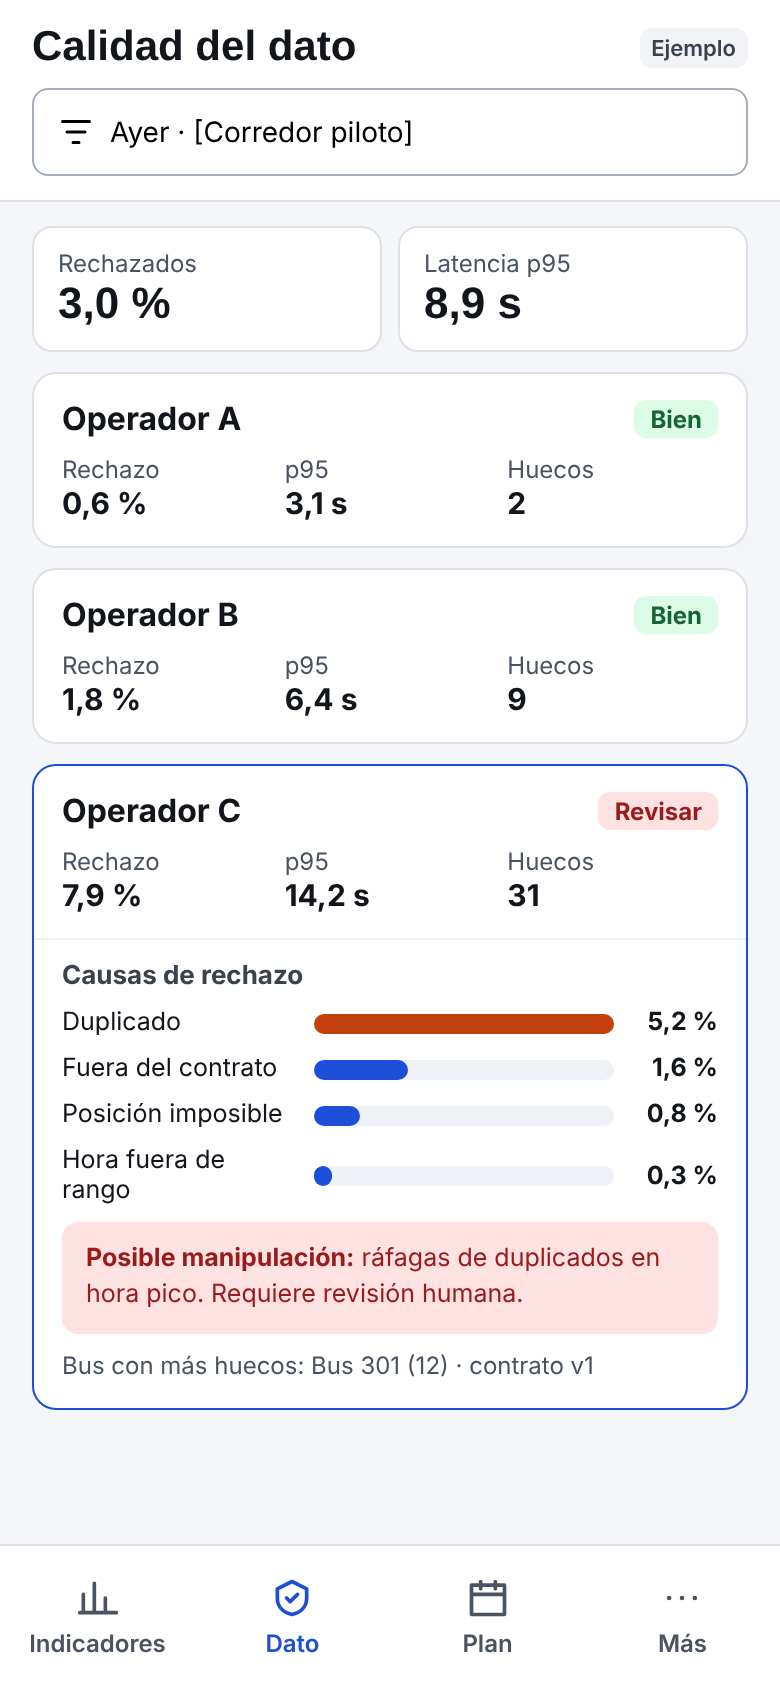 Calidad del dato
Ejemplo
Ayer · [Corredor piloto]
Rechazados
3,0 %
Latencia p95
8,9 s
Operador A
Bien
Rechazo
p95
Huecos
0,6 %
3,1 s
2
Operador B
Bien
Rechazo
p95
Huecos
1,8 %
6,4 s
9
Operador C
Revisar
Rechazo
p95
Huecos
7,9 %
14,2 s
31
Causas de rechazo
Duplicado
5,2 %
Fuera del contrato
1,6 %
Posición imposible
0,8 %
Hora fuera de
rango
0,3 %
Posible manipulación: ráfagas de duplicados en
hora pico. Requiere revisión humana.
Bus con más huecos: Bus 301 (12) · contrato v1
Indicadores
Dato
Plan
Más